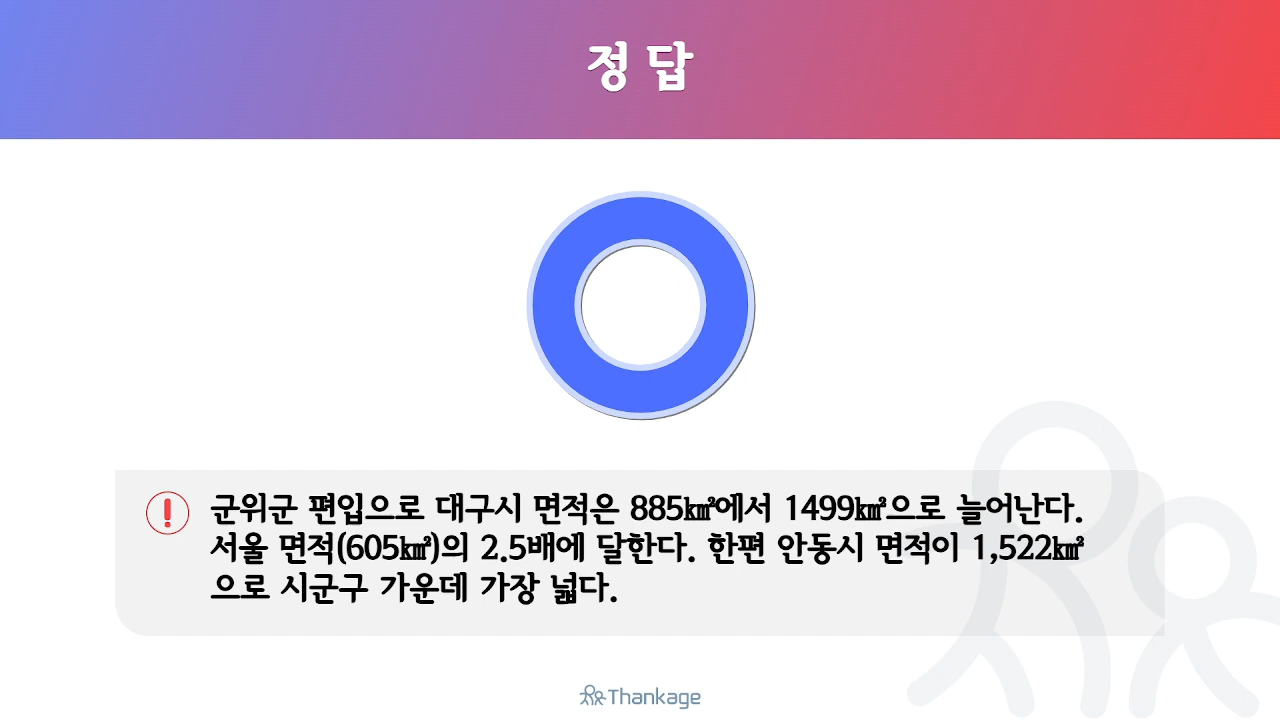 정답
군위군 편입으로 대구시 면적은 885㎢에서 1499㎢으로 늘어난다.
서울 면적(605㎢)의 2.5배에 달한다. 한편 안동시 면적이 1,522㎢
으로 시군구 가운데 가장 넓다.
Thankage